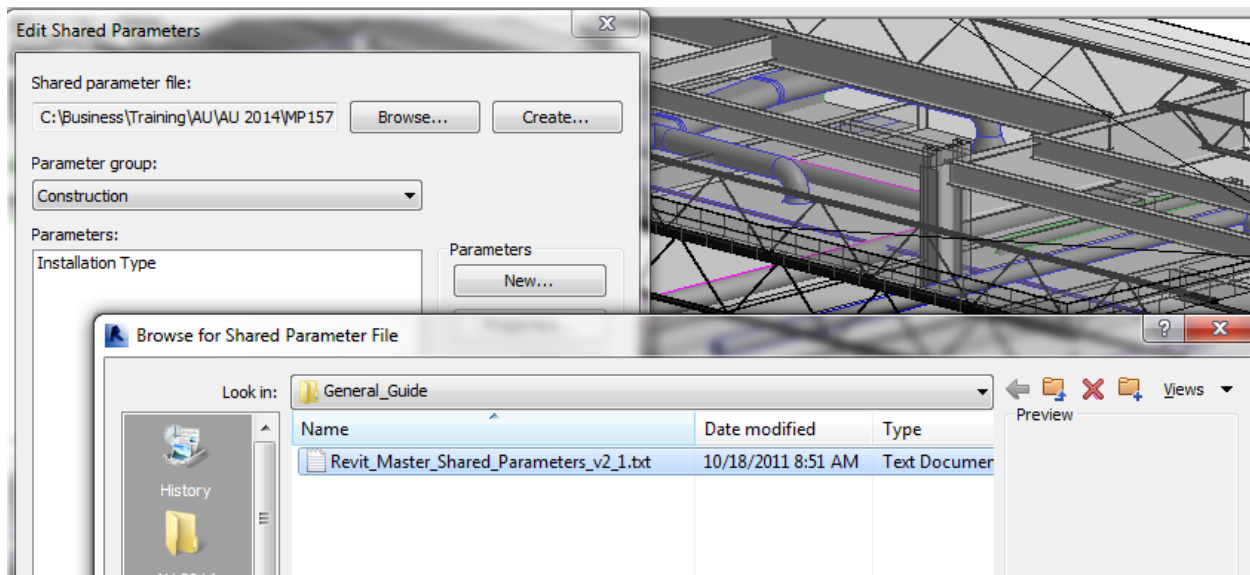 Edit Shared Parameters
Shared parameter file:
C:\Business\Training\AU\AU 2014\MP157 Browse... Create...
Parameter group:
Construction
Parameters:
Installation Type
Parameters
New...
Browse for Shared Parameter File
Look in: General_Guide Views
Name Date modified Type Preview
Revit_Master_Shared_Parameters_v2_1.txt 10/18/2011 8:51 AM Text Documen
History